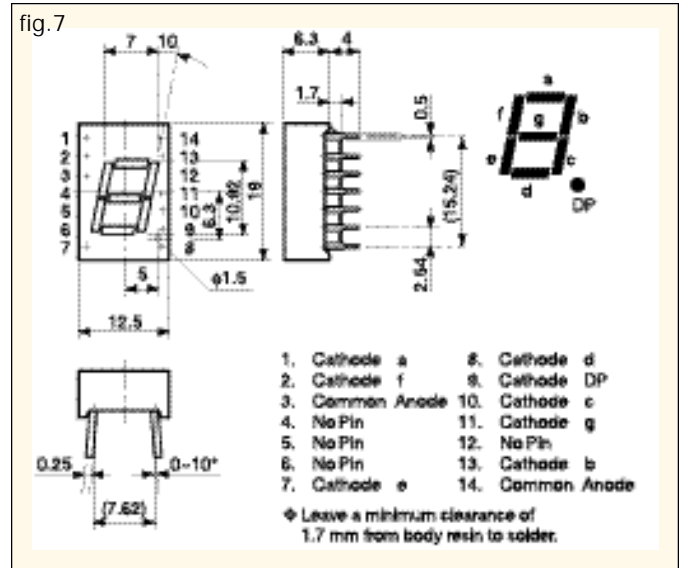 fig.7
7 10
6.3 4
1.7
0.5
1 14
2 13
3 12
4 11
5 10
6 9
7 8
6.3
10.92
19
(15.24)
2.54
5
φ1.5
12.5
a
f g b
e c
d
DP
0.25 0~10°
(7.62)
1. Cathode a 8. Cathode d
2. Cathode f 9. Cathode DP
3. Common Anode 10. Cathode c
4. No Pin 11. Cathode g
5. No Pin 12. No Pin
6. No Pin 13. Cathode b
7. Cathode e 14. Common Anode
❖ Leave a minimum clearance of
1.7 mm from body resin to solder.